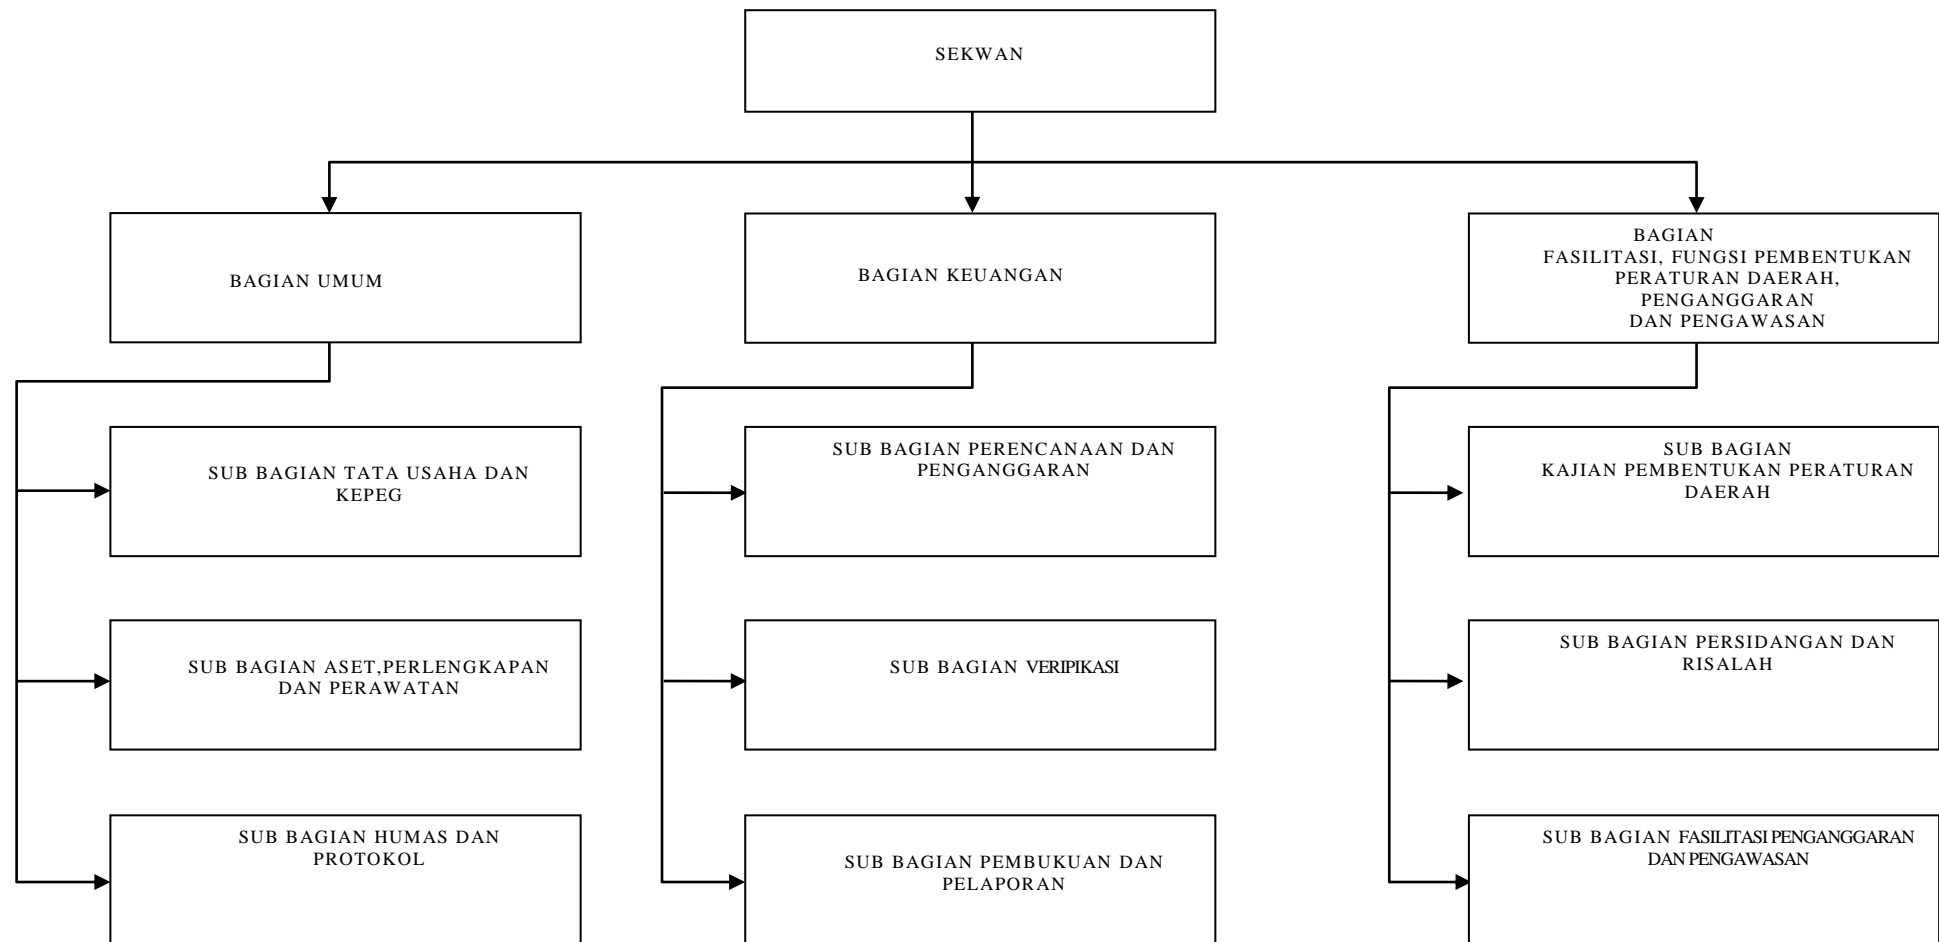 SEKWAN
BAGIAN UMUM
BAGIAN KEUANGAN
BAGIAN
FASILITASI, FUNGSI PEMBENTUKAN
PERATURAN DAERAH,
PENGANGGARAN
DAN PENGAWASAN
SUB BAGIAN TATA USAHA DAN
KEPEG
SUB BAGIAN PERENCANAAN DAN
PENGANGGARAN
SUB BAGIAN
KAJIAN PEMBENTUKAN PERATURAN
DAERAH
SUB BAGIAN ASET,PERLENGKAPAN
DAN PERAWATAN
SUB BAGIAN VERIPIKASI
SUB BAGIAN PERSIDANGAN DAN
RISALAH
SUB BAGIAN HUMAS DAN
PROTOKOL
SUB BAGIAN PEMBUKUAN DAN
PELAPORAN
SUB BAGIAN FASILITASI PENGANGGARAN
DAN PENGAWASAN